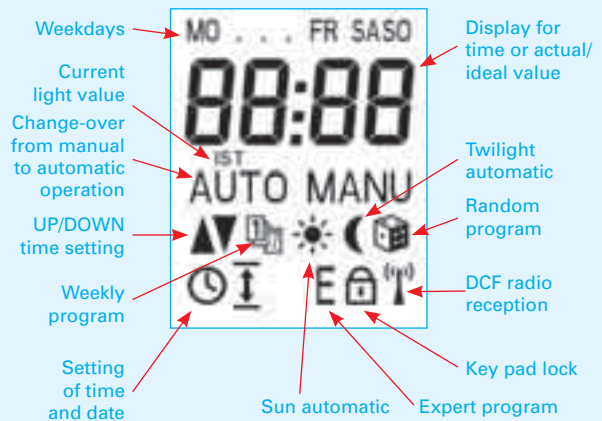 Weekdays
MO . . . FR SASO
Display for
time or actual/
ideal value
88:88
Current
light value
IST
Change-over
from manual
to automatic
operation
AUTO MANU
Twilight
automatic
UP/DOWN
time setting
Random
program
Weekly
program
E
DCF radio
reception
Key pad lock
Setting
of time
and date
Sun automatic
Expert program